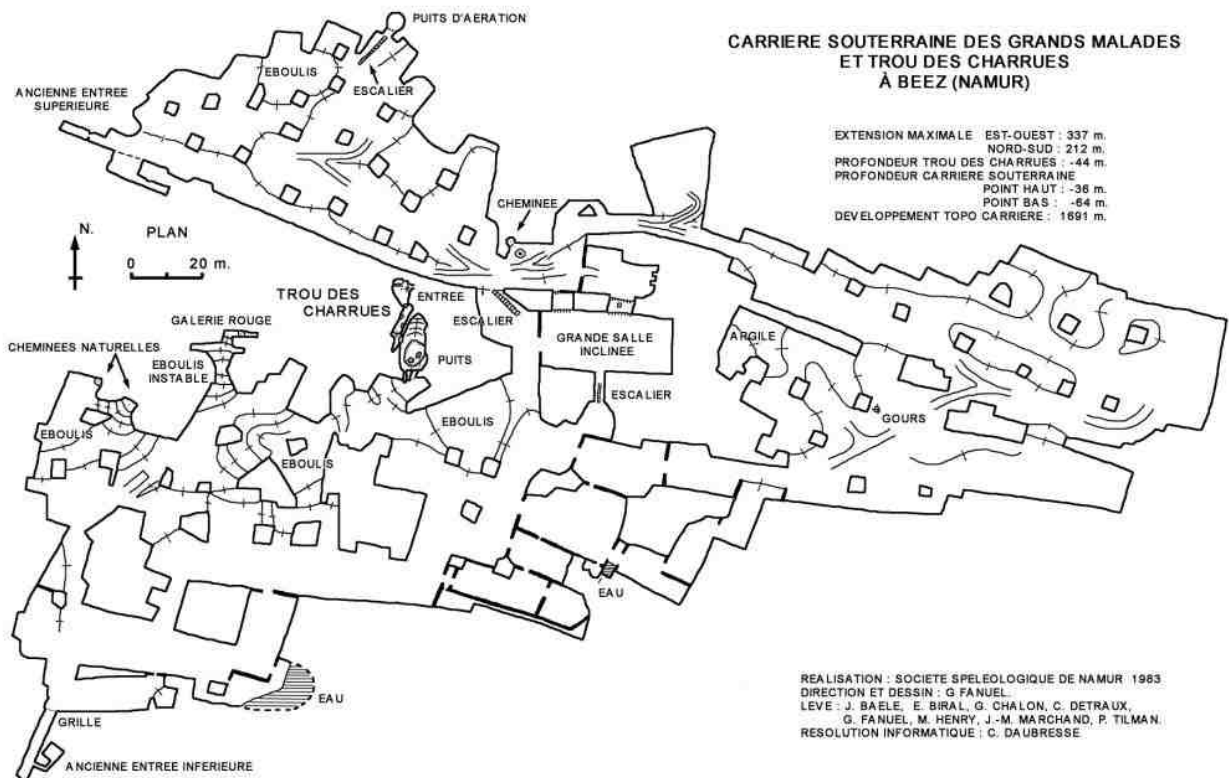 PUITS D'AERATION
CARRIERE SOUTERRAINE DES GRANDS MALADES
ET TROU DES CHARRUES
À BEEZ (NAMUR)
EBOULIS
ESCALIER
ANCIENNE ENTREE
SUPERIEURE
EXTENSION MAXIMALE EST-OUEST : 337 m.
NORD-SUD : 212 m.
PROFONDEUR TROU DES CHARRUES : -44 m.
PROFONDEUR CARRIERE SOUTERRAINE
POINT HAUT : -36 m.
POINT BAS : -64 m.
DEVELOPPEMENT TOPO CARRIERE : 1691 m.
CHEMINEE
N.
PLAN
0 20 m.
TROU DES
CHARRUES
ENTREE
ESCALIER
GALERIE ROUGE
CHEMINEES NATURELLES
EBOULIS
INSTABLE
PUITS
GRANDE SALLE
INCLINEE
ARGILE
ESCALIER
GOURS
EBOULIS
EBOULIS
EBOULIS
EAU
EAU
GRILLE
ANCIENNE ENTREE INFERIEURE
REALISATION : SOCIETE SPELEOLOGIQUE DE NAMUR 1983
DIRECTION ET DESSIN : G FANUEL.
LEVE : J. BAELE, E. BIRAL, G. CHALON, C. DETRAUX,
G. FANUEL, M. HENRY, J.-M. MARCHAND, P. TILMAN.
RESOLUTION INFORMATIQUE : C. DAUBRESSE